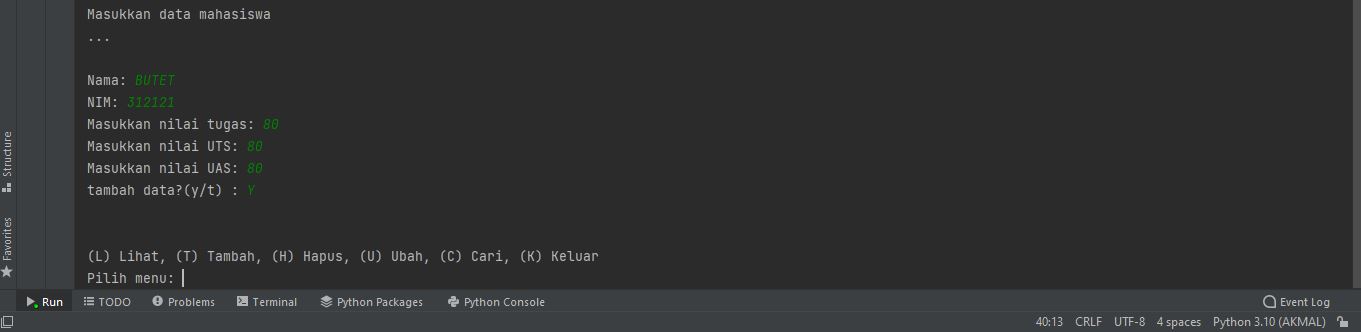 Masukkan data mahasiswa
...
Nama: BUTET
NIM: 312121
Masukkan nilai tugas: 80
Masukkan nilai UTS: 80
Masukkan nilai UAS: 80
tambah data?(y/t) : Y
(L) Lihat, (T) Tambah, (H) Hapus, (U) Ubah, (C) Cari, (K) Keluar
Pilih menu:
Structure
Favorites
Run TODO Problems Terminal Python Packages Python Console Event Log
40:13 CRLF UTF-8 4 spaces Python 3.10 (AKMAL)